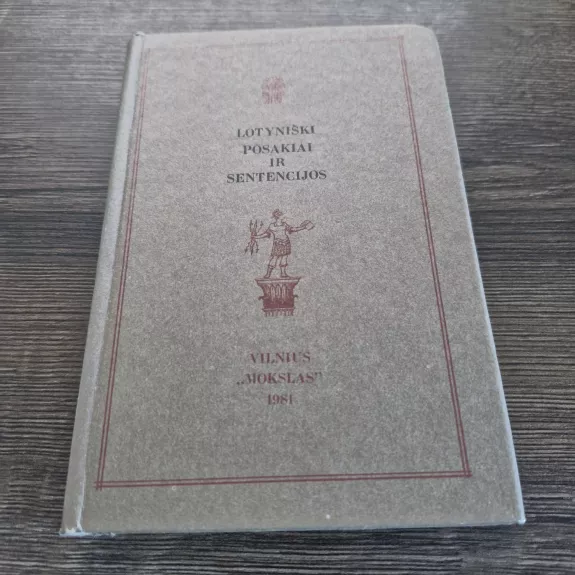 LOTYNIŠKI
POSAKIAI
IR
SENTENCIJOS
VILNIUS
„MOKSLAS”
1981